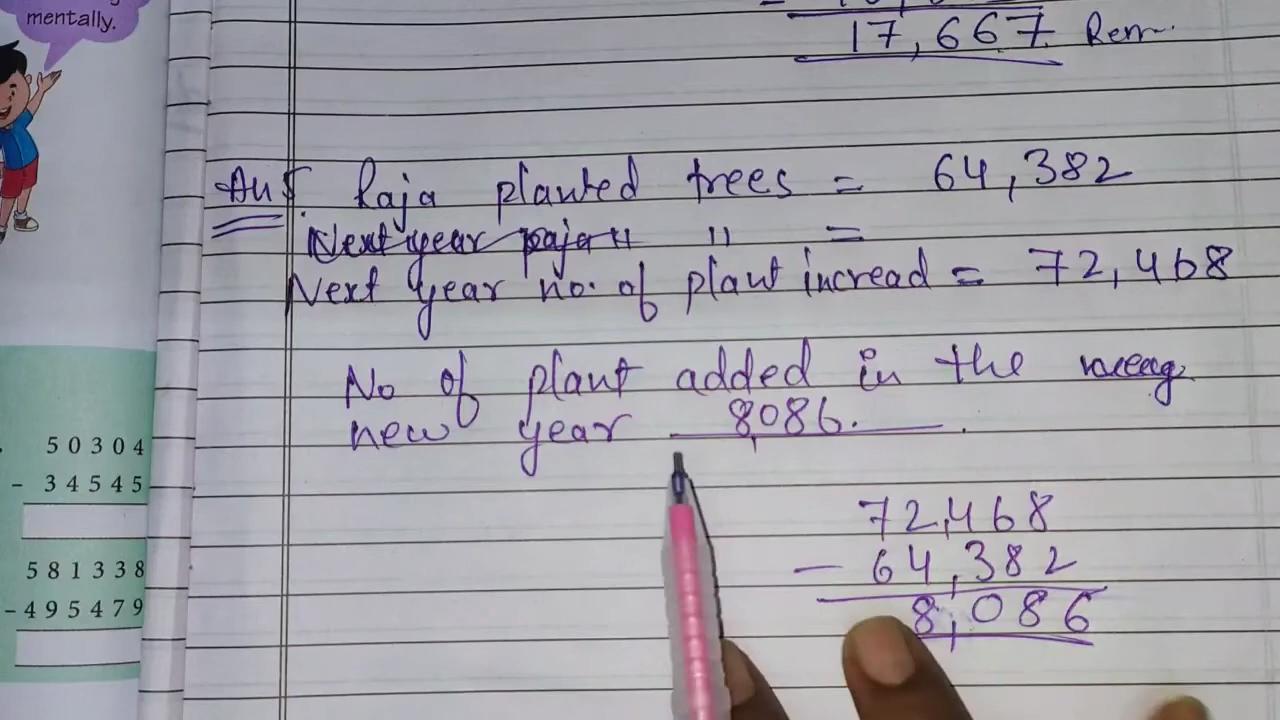 mentally.
17,667 Rem.
Ans. Raja planted trees = 64,382
Next year raja " " =
Next year no. of plant incread = 72,468
No of plant added in the
new year 8,086.
72,468
- 64,382
8,086
50304
- 34545
581338
- 495479